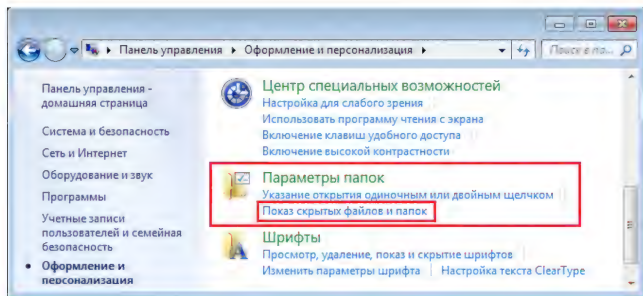 Панель управления ▸ Оформление и персонализация ▸
Поиск в па...
Панель управления -
домашняя страница
Система и безопасность
Сеть и Интернет
Оборудование и звук
Программы
Учетные записи
пользователей и семейная
безопасность
Оформление и
персонализация
Центр специальных возможностей
Настройка для слабого зрения
Использовать программу чтения с экрана
Включение клавиш удобного доступа
Включение высокой контрастности
Параметры папок
Указание открытия одиночным или двойным щелчком
Показ скрытых файлов и папок
Шрифты
Просмотр, удаление, показ и скрытие шрифтов
Изменить параметры шрифта Настройка текста ClearType